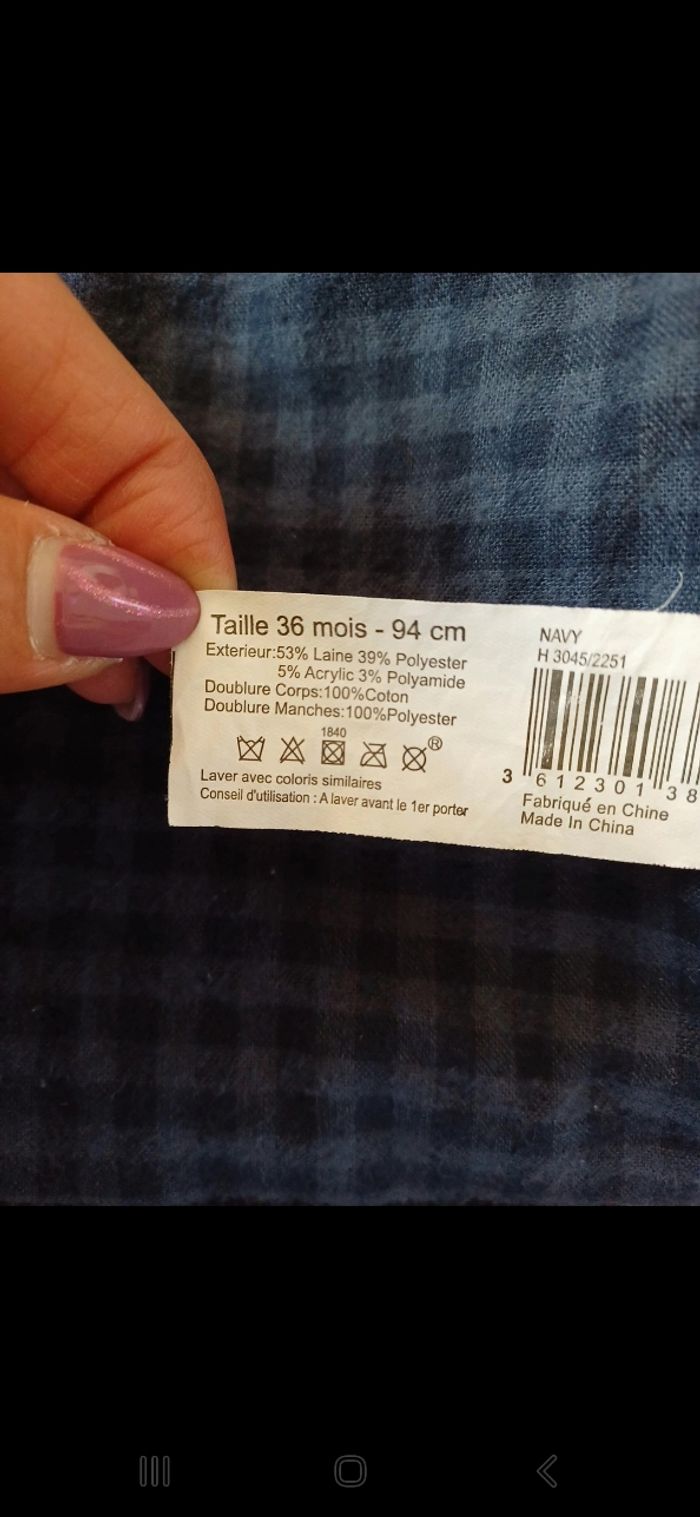 Taille 36 mois - 94 cm
Exterieur:53% Laine 39% Polyester
5% Acrylic 3% Polyamide
Doublure Corps:100%Coton
Doublure Manches:100%Polyester
1840
®
Laver avec coloris similaires
Conseil d'utilisation : A laver avant le 1er porter
NAVY
H 3045/2251
3 612301 38
Fabriqué en Chine
Made In China